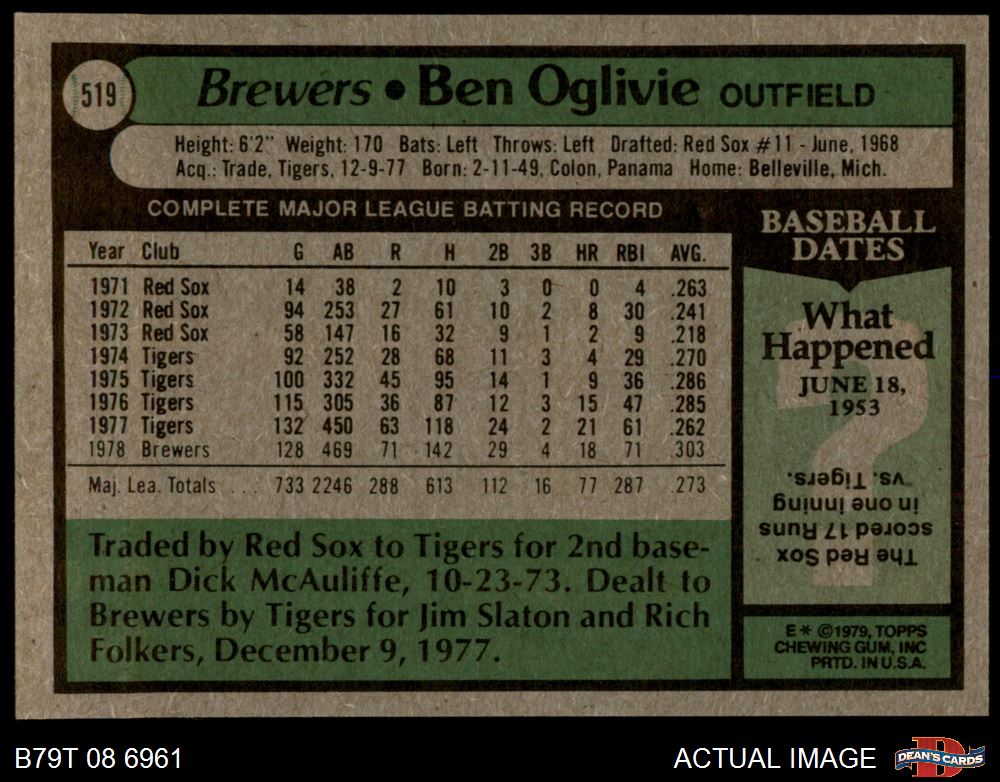 519
Brewers • Ben Oglivie OUTFIELD
Height: 6'2" Weight: 170 Bats: Left Throws: Left Drafted: Red Sox #11 - June, 1968
Acq.: Trade, Tigers, 12-9-77 Born: 2-11-49, Colon, Panama Home: Belleville, Mich.
COMPLETE MAJOR LEAGUE BATTING RECORD
Year Club G AB R H 2B 3B HR RBI AVG.
1971 Red Sox 14 38 2 10 3 0 0 4 .263
1972 Red Sox 94 253 27 61 10 2 8 30 .241
1973 Red Sox 58 147 16 32 9 1 2 9 .218
1974 Tigers 92 252 28 68 11 3 4 29 .270
1975 Tigers 100 332 45 95 14 1 9 36 .286
1976 Tigers 115 305 36 87 12 3 15 47 .285
1977 Tigers 132 450 63 118 24 2 21 61 .262
1978 Brewers 128 469 71 142 29 4 18 71 .303
Maj. Lea. Totals ... 733 2246 288 613 112 16 77 287 .273
Traded by Red Sox to Tigers for 2nd base-
man Dick McAuliffe, 10-23-73. Dealt to
Brewers by Tigers for Jim Slaton and Rich
Folkers, December 9, 1977.
BASEBALL
DATES
What
Happened
JUNE 18,
1953
?
The Red Sox
scored 17 Runs
in one inning
vs. Tigers.
E* ©1979, TOPPS
CHEWING GUM, INC
PRTD. IN U.S.A.
B79T 08 6961
ACTUAL IMAGE
D
DEAN'S CARDS